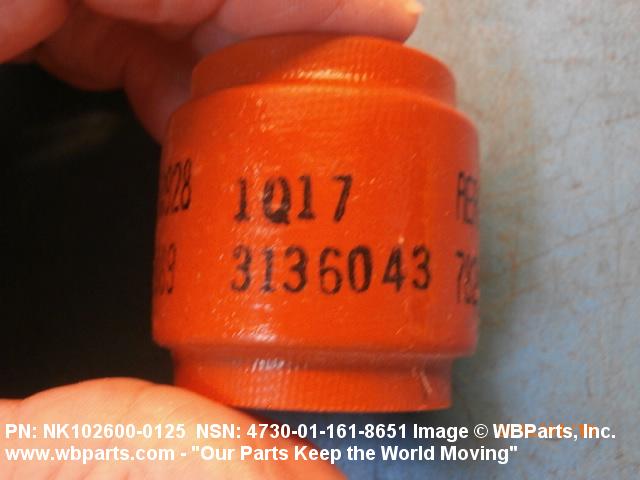 1Q17
3136043
PN: NK102600-0125 NSN: 4730-01-161-8651 Image © WBParts, Inc.
www.wbparts.com - "Our Parts Keep the World Moving"